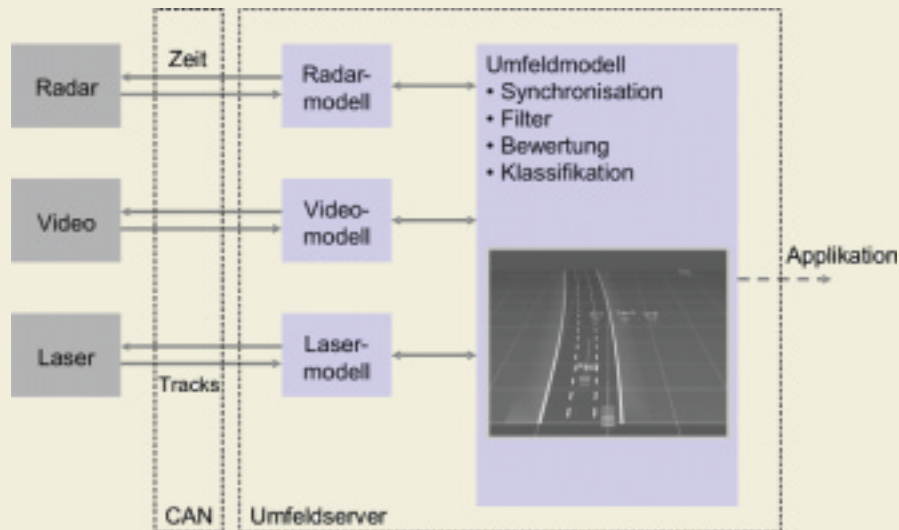 Radar
Zeit
Radar-
modell
Umfeldmodell
• Synchronisation
• Filter
• Bewertung
• Klassifikation
Video
Video-
modell
Applikation
Laser
Laser-
modell
Tracks
CAN
Umfeldserver